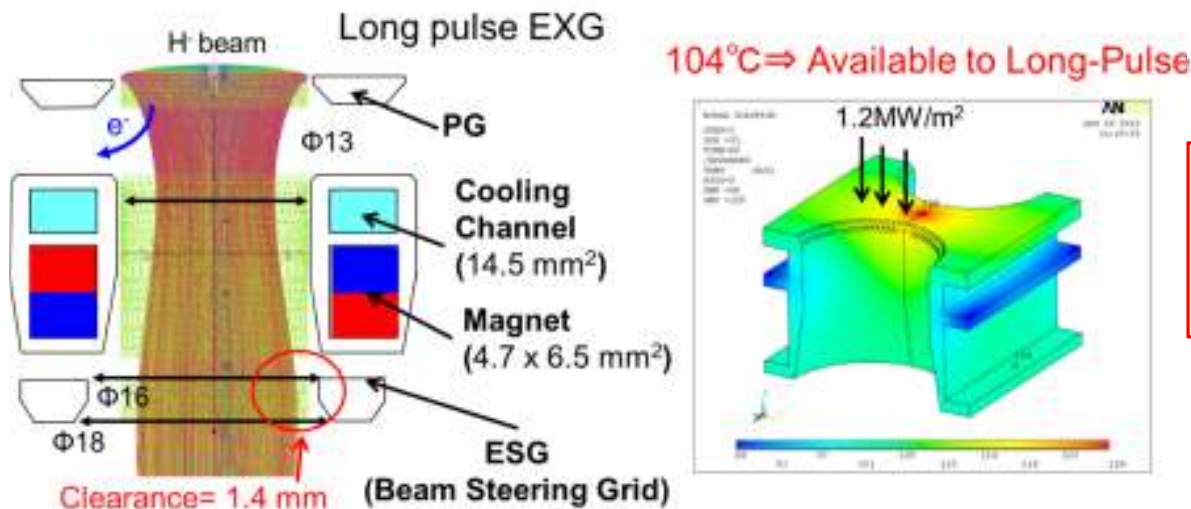 Long pulse EXG
H⁻ beam
e⁻
PG
Φ13
Cooling
Channel
(14.5 mm²)
Magnet
(4.7 x 6.5 mm²)
Φ16
Φ18
ESG
(Beam Steering Grid)
Clearance= 1.4 mm
104℃⇒ Available to Long-Pulse
1.2MW/m²
AN